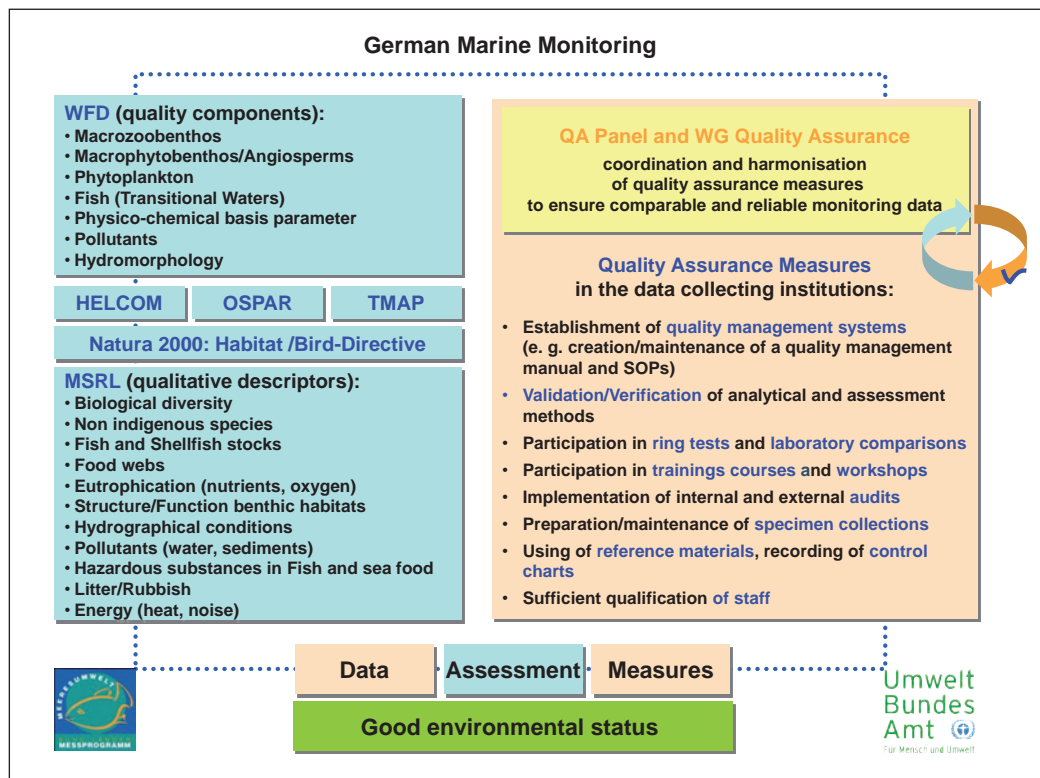 German Marine Monitoring
WFD (quality components):
• Macrozoobenthos
• Macrophytobenthos/Angiosperms
• Phytoplankton
• Fish (Transitional Waters)
• Physico-chemical basis parameter
• Pollutants
• Hydromorphology
HELCOM
OSPAR
TMAP
Natura 2000: Habitat /Bird-Directive
MSRL (qualitative descriptors):
• Biological diversity
• Non indigenous species
• Fish and Shellfish stocks
• Food webs
• Eutrophication (nutrients, oxygen)
• Structure/Function benthic habitats
• Hydrographical conditions
• Pollutants (water, sediments)
• Hazardous substances in Fish and sea food
• Litter/Rubbish
• Energy (heat, noise)
QA Panel and WG Quality Assurance
coordination and harmonisation
of quality assurance measures
to ensure comparable and reliable monitoring data
Quality Assurance Measures
in the data collecting institutions:
• Establishment of quality management systems
(e. g. creation/maintenance of a quality management
manual and SOPs)
• Validation/Verification of analytical and assessment
methods
• Participation in ring tests and laboratory comparisons
• Participation in trainings courses and workshops
• Implementation of internal and external audits
• Preparation/maintenance of specimen collections
• Using of reference materials, recording of control
charts
• Sufficient qualification of staff
Data
Assessment
Measures
Good environmental status
MEERESUMWELT
MESSPROGRAMM
Umwelt
Bundes
Amt
Für Mensch und Umwelt